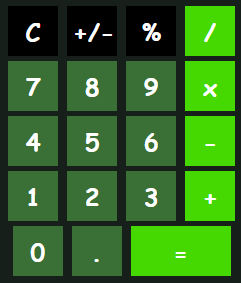 C +/- % /
7 8 9 x
4 5 6 -
1 2 3 +
0 . =